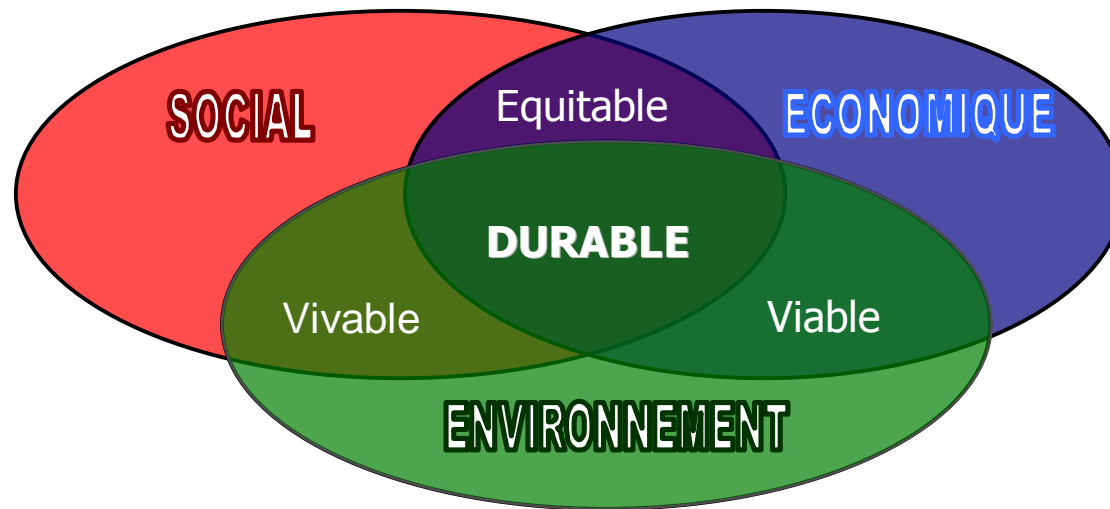 SOCIAL
Equitable
ECONOMIQUE
DURABLE
Vivable
Viable
ENVIRONNEMENT